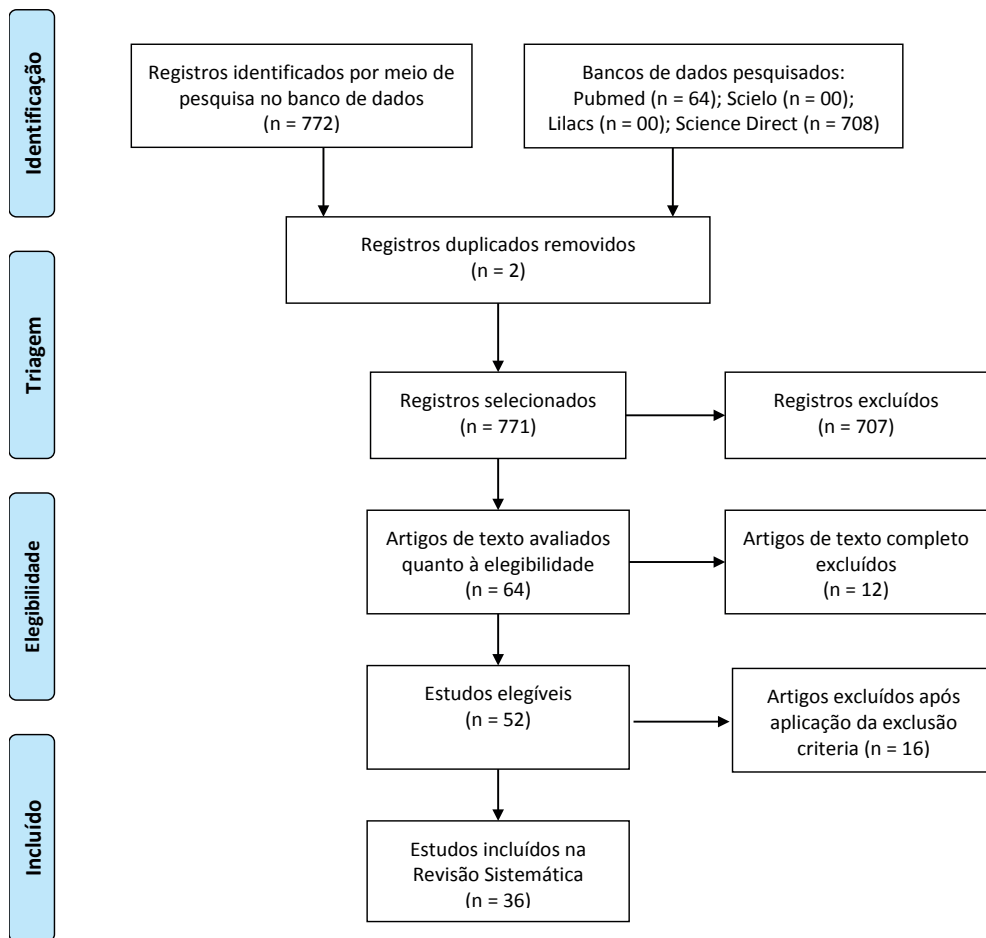 Identificação
Registros identificados por meio de
pesquisa no banco de dados
(n = 772)
Bancos de dados pesquisados:
Pubmed (n = 64); Scielo (n = 00);
Lilacs (n = 00); Science Direct (n = 708)
Registros duplicados removidos
(n = 2)
Triagem
Registros selecionados
(n = 771)
Registros excluídos
(n = 707)
Elegibilidade
Artigos de texto avaliados
quanto à elegibilidade
(n = 64)
Artigos de texto completo
excluídos
(n = 12)
Estudos elegíveis
(n = 52)
Artigos excluídos após
aplicação da exclusão
criteria (n = 16)
Incluído
Estudos incluídos na
Revisão Sistemática
(n = 36)